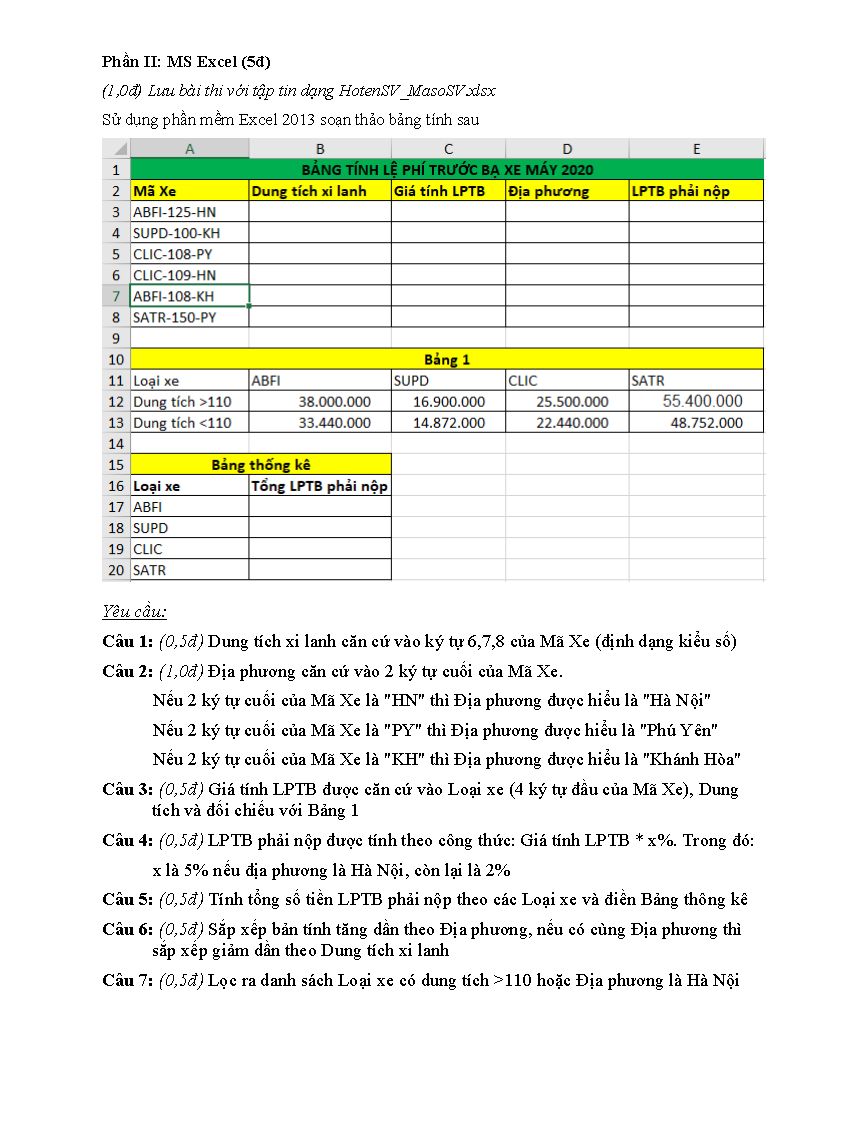 Phần II: MS Excel (5đ)
(1,0đ) Lưu bài thi với tập tin dạng HotenSV_MasoSV.xlsx
Sử dụng phần mềm Excel 2013 soạn thảo bảng tính sau
A B C D E
1 BẢNG TÍNH LỆ PHÍ TRƯỚC BẠ XE MÁY 2020
2 Mã Xe Dung tích xi lanh Giá tính LPTB Địa phương LPTB phải nộp
3 ABFI-125-HN
4 SUPD-100-KH
5 CLIC-108-PY
6 CLIC-109-HN
7 ABFI-108-KH
8 SATR-150-PY
9
10 Bảng 1
11 Loại xe ABFI SUPD CLIC SATR
12 Dung tích >110 38.000.000 16.900.000 25.500.000 55.400.000
13 Dung tích <110 33.440.000 14.872.000 22.440.000 48.752.000
14
15 Bảng thống kê
16 Loại xe Tổng LPTB phải nộp
17 ABFI
18 SUPD
19 CLIC
20 SATR
Yêu cầu:
Câu 1: (0,5đ) Dung tích xi lanh căn cứ vào ký tự 6,7,8 của Mã Xe (định dạng kiểu số)
Câu 2: (1,0đ) Địa phương căn cứ vào 2 ký tự cuối của Mã Xe.
Nếu 2 ký tự cuối của Mã Xe là "HN" thì Địa phương được hiểu là "Hà Nội"
Nếu 2 ký tự cuối của Mã Xe là "PY" thì Địa phương được hiểu là "Phú Yên"
Nếu 2 ký tự cuối của Mã Xe là "KH" thì Địa phương được hiểu là "Khánh Hòa"
Câu 3: (0,5đ) Giá tính LPTB được căn cứ vào Loại xe (4 ký tự đầu của Mã Xe), Dung
tích và đối chiếu với Bảng 1
Câu 4: (0,5đ) LPTB phải nộp được tính theo công thức: Giá tính LPTB * x%. Trong đó:
x là 5% nếu địa phương là Hà Nội, còn lại là 2%
Câu 5: (0,5đ) Tính tổng số tiền LPTB phải nộp theo các Loại xe và điền Bảng thông kê
Câu 6: (0,5đ) Sắp xếp bản tính tăng dần theo Địa phương, nếu có cùng Địa phương thì
sắp xếp giảm dần theo Dung tích xi lanh
Câu 7: (0,5đ) Lọc ra danh sách Loại xe có dung tích >110 hoặc Địa phương là Hà Nội